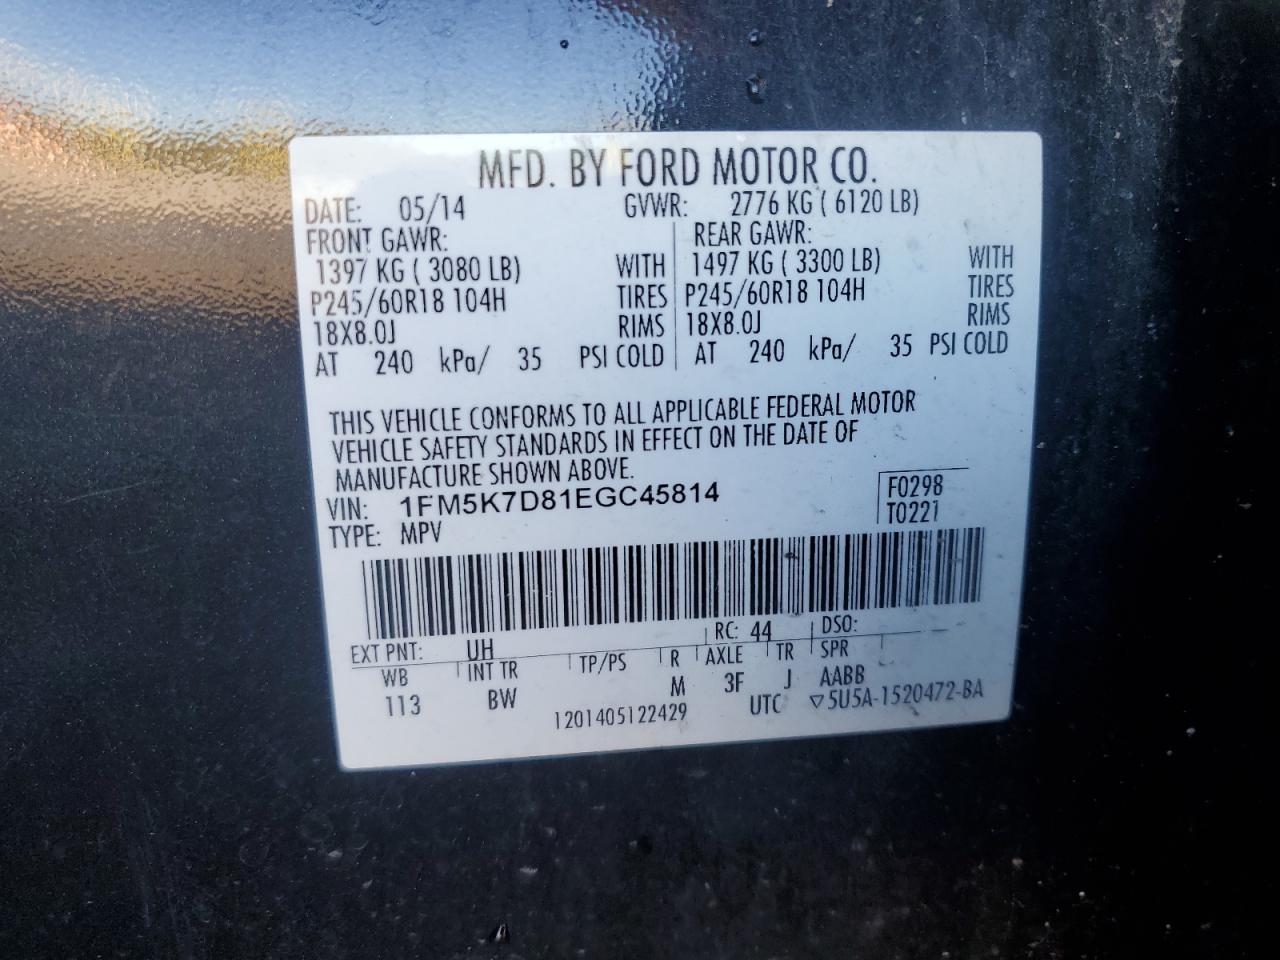 MFD. BY FORD MOTOR CO.
DATE: 05/14 GVWR: 2776 KG ( 6120 LB)
FRONT GAWR: REAR GAWR:
1397 KG ( 3080 LB) WITH 1497 KG ( 3300 LB) WITH
P245/60R18 104H TIRES P245/60R18 104H TIRES
18X8.0J RIMS 18X8.0J RIMS
AT 240 kPa/ 35 PSI COLD AT 240 kPa/ 35 PSI COLD
THIS VEHICLE CONFORMS TO ALL APPLICABLE FEDERAL MOTOR
VEHICLE SAFETY STANDARDS IN EFFECT ON THE DATE OF
MANUFACTURE SHOWN ABOVE.
VIN: 1FM5K7D81EGC45814 F0298
TYPE: MPV T0221
EXT PNT: UH RC: 44 DSO:
WB INT TR TP/PS R AXLE TR SPR
113 BW M 3F J AABB
1201405122429 UTC ▽5U5A-1520472-BA